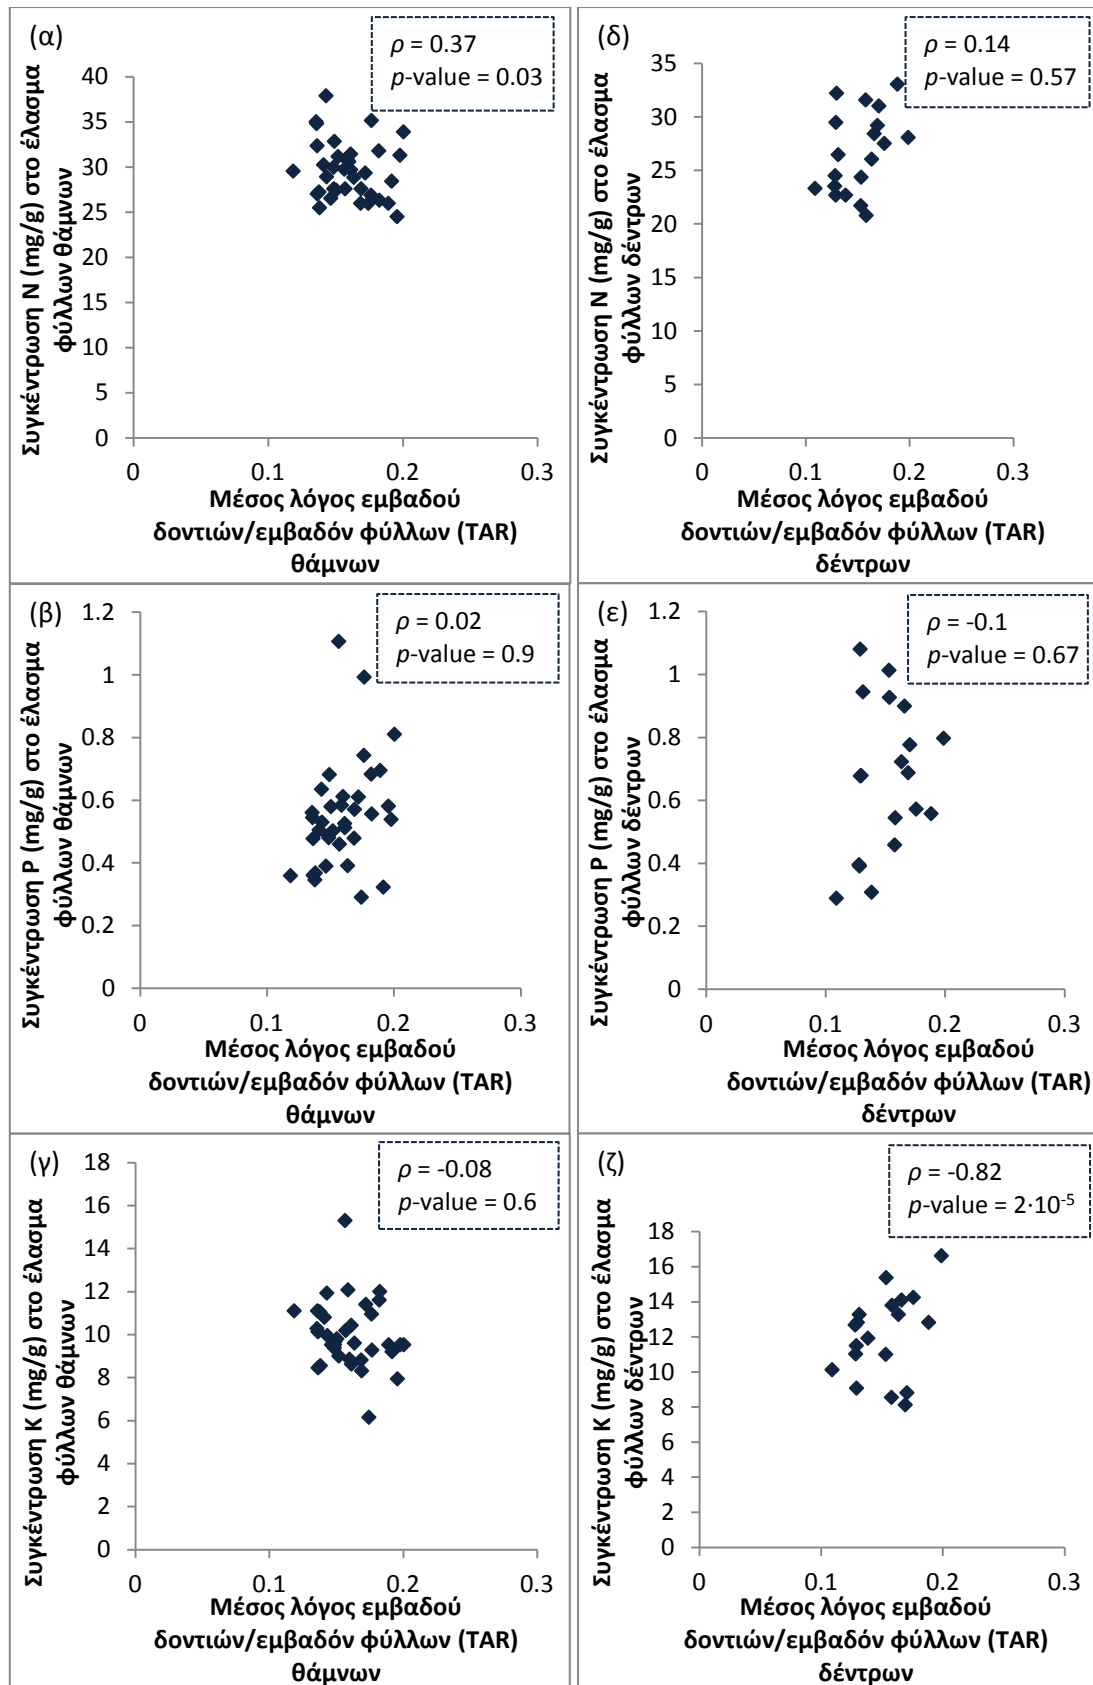 (α)
ρ = 0.37
p-value = 0.03
Συγκέντρωση N (mg/g) στο έλασμα
φύλλων θάμνων
40
35
30
25
20
15
10
5
0
0 0.1 0.2 0.3
Μέσος λόγος εμβαδού
δοντιών/εμβαδόν φύλλων (TAR)
θάμνων
(δ)
ρ = 0.14
p-value = 0.57
Συγκέντρωση N (mg/g) στο έλασμα
φύλλων δέντρων
35
30
25
20
15
10
5
0
0 0.1 0.2 0.3
Μέσος λόγος εμβαδού
δοντιών/εμβαδόν φύλλων (TAR)
δέντρων
(β)
ρ = 0.02
p-value = 0.9
Συγκέντρωση P (mg/g) στο έλασμα
φύλλων θάμνων
1.2
1
0.8
0.6
0.4
0.2
0
0 0.1 0.2 0.3
Μέσος λόγος εμβαδού
δοντιών/εμβαδόν φύλλων (TAR)
θάμνων
(ε)
ρ = -0.1
p-value = 0.67
Συγκέντρωση P (mg/g) στο έλασμα
φύλλων δέντρων
1.2
1
0.8
0.6
0.4
0.2
0
0 0.1 0.2 0.3
Μέσος λόγος εμβαδού
δοντιών/εμβαδόν φύλλων (TAR)
δέντρων
(γ)
ρ = -0.08
p-value = 0.6
Συγκέντρωση K (mg/g) στο έλασμα
φύλλων θάμνων
18
16
14
12
10
8
6
4
2
0
0 0.1 0.2 0.3
Μέσος λόγος εμβαδού
δοντιών/εμβαδόν φύλλων (TAR)
θάμνων
(ζ)
ρ = -0.82
p-value = 2·10⁻⁵
Συγκέντρωση K (mg/g) στο έλασμα
φύλλων δέντρων
18
16
14
12
10
8
6
4
2
0
0 0.1 0.2 0.3
Μέσος λόγος εμβαδού
δοντιών/εμβαδόν φύλλων (TAR)
δέντρων